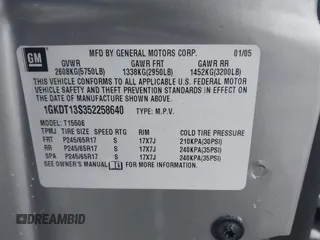 GM
MFD BY GENERAL MOTORS CORP. 01/05
GVWR GAWR FRT GAWR RR
2608KG(5750LB) 1338KG(2950LB) 1452KG(3200LB)
THIS VEHICLE CONFORMS TO ALL APPLICABLE U.S. FEDERAL MOTOR VEHICLE SAFETY, BUMPER, AND THEFT PREVENTION STANDARDS IN EFFECT ON THE DATE OF MANUFACTURE SHOWN ABOVE.
1GKDT13S352258640 TYPE: M.P.V.
MODEL: T15506
TPMJ TIRE SIZE SPEED RTG RIM COLD TIRE PRESSURE
FRT P245/65R17 S 17X7J 210KPA(30PSI)
RR P245/65R17 S 17X7J 240KPA(35PSI)
SPA P245/65R17 S 17X7J 240KPA(35PSI)
SEE OWNER'S MANUAL FOR MORE INFORMATION.